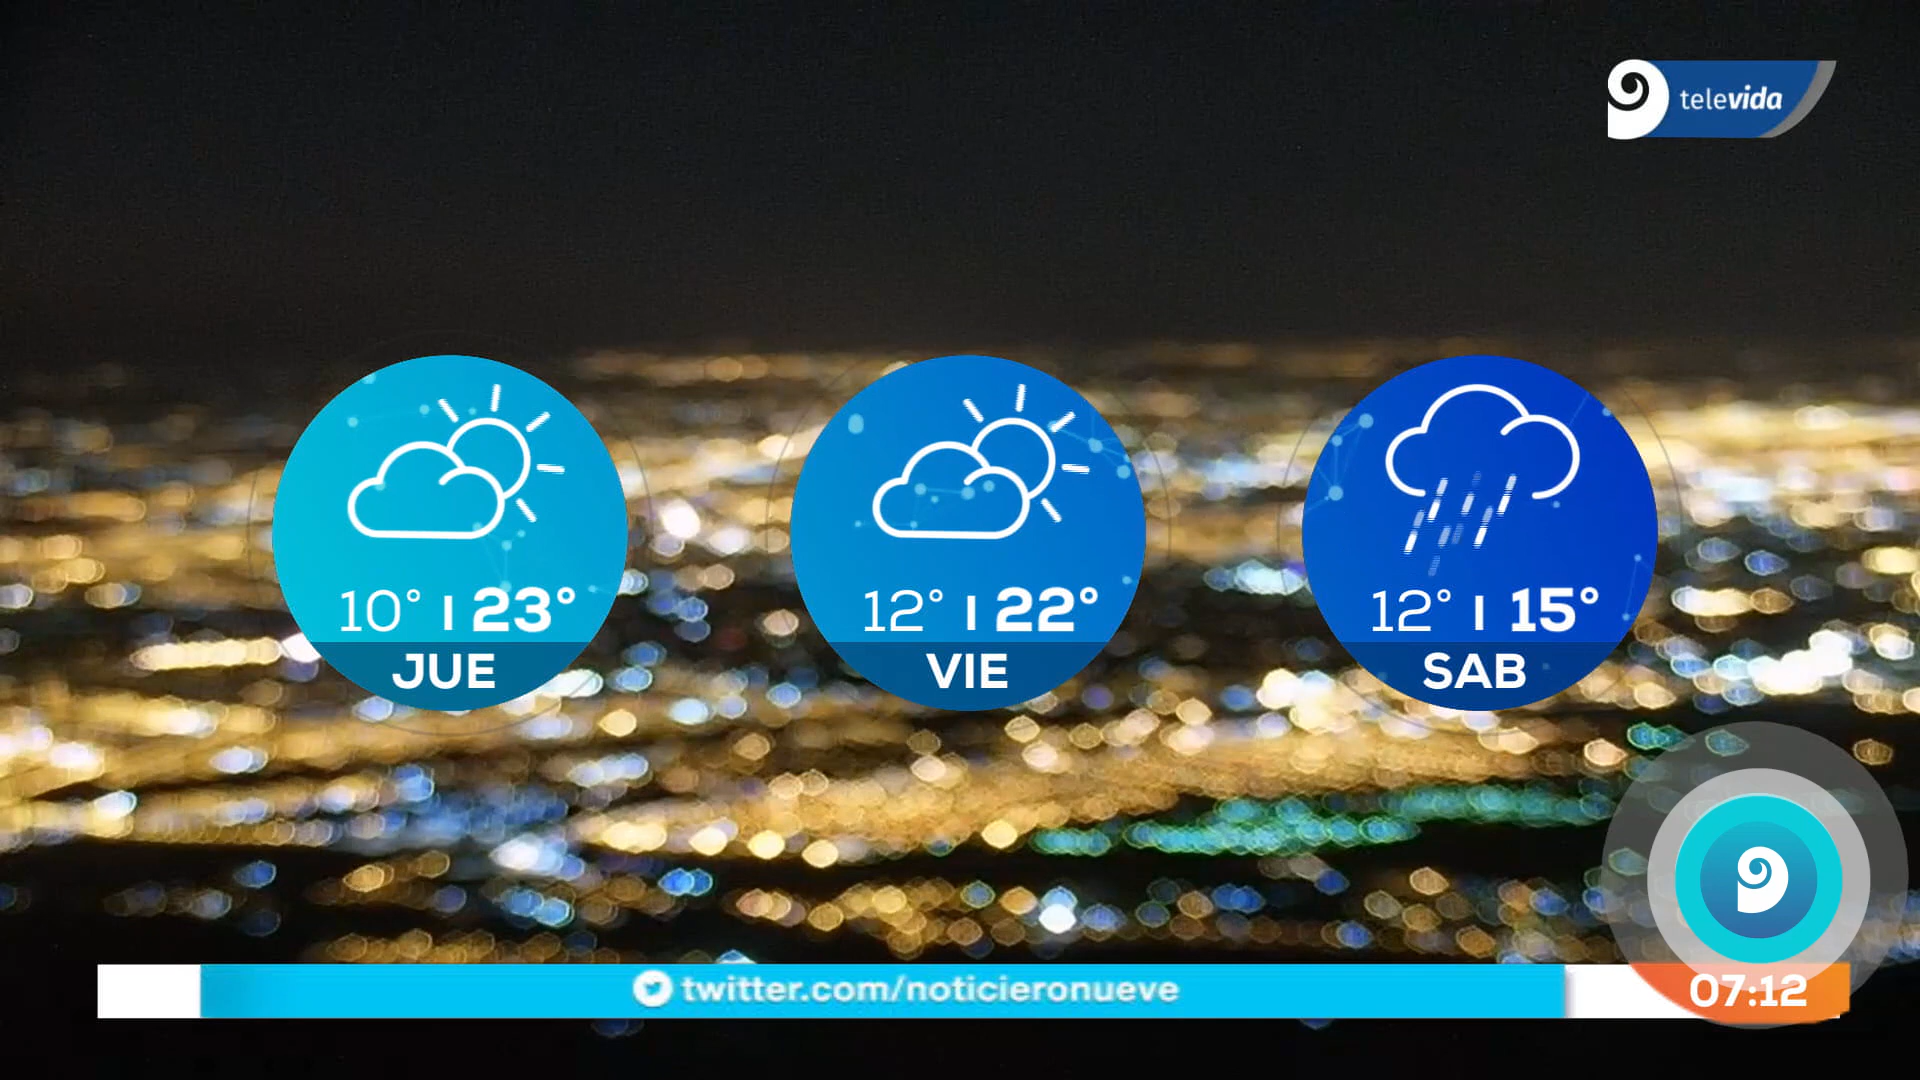 televida
10° | 23°
JUE
12° | 22°
VIE
12° | 15°
SAB
twitter.com/noticieronueve
07:12